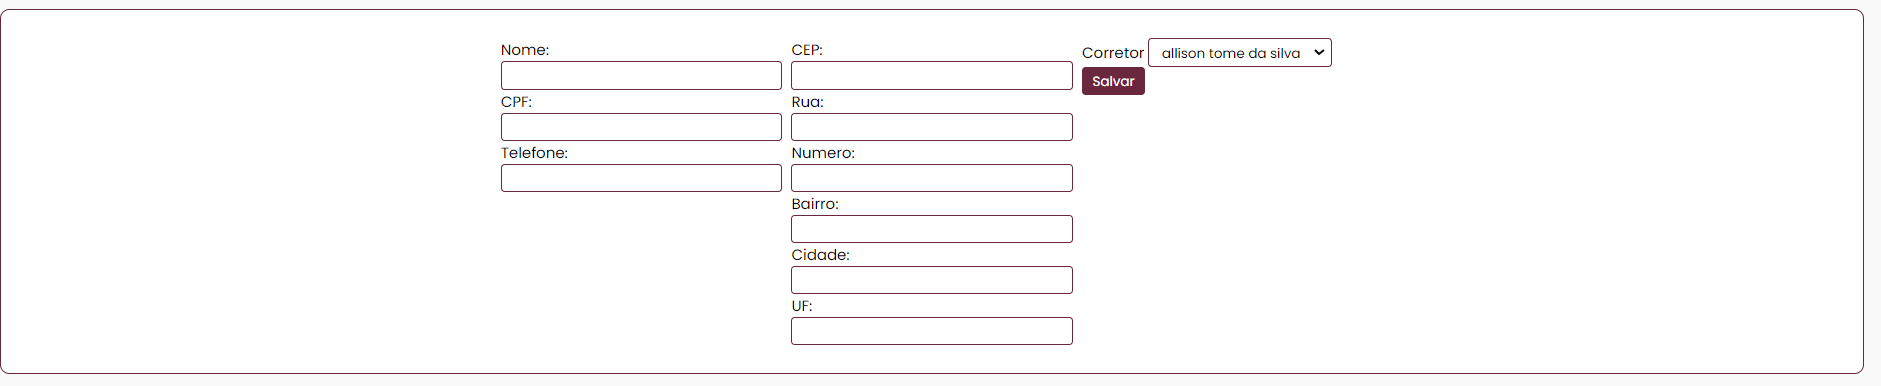 Nome:
CPF:
Telefone:
CEP:
Rua:
Numero:
Bairro:
Cidade:
UF:
Corretor allison tome da silva
Salvar